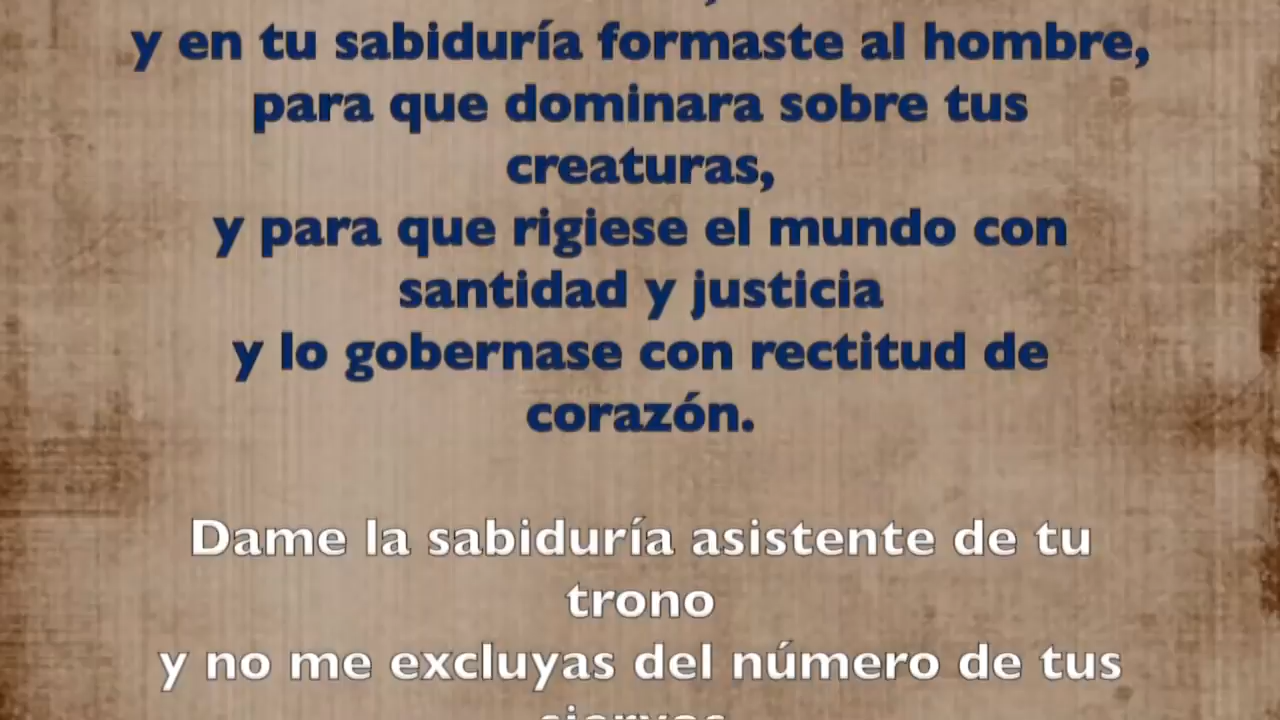 y en tu sabiduría formaste al hombre,
para que dominara sobre tus
creaturas,
y para que rigiese el mundo con
santidad y justicia
y lo gobernase con rectitud de
corazón.
Dame la sabiduría asistente de tu
trono
y no me excluyas del número de tus